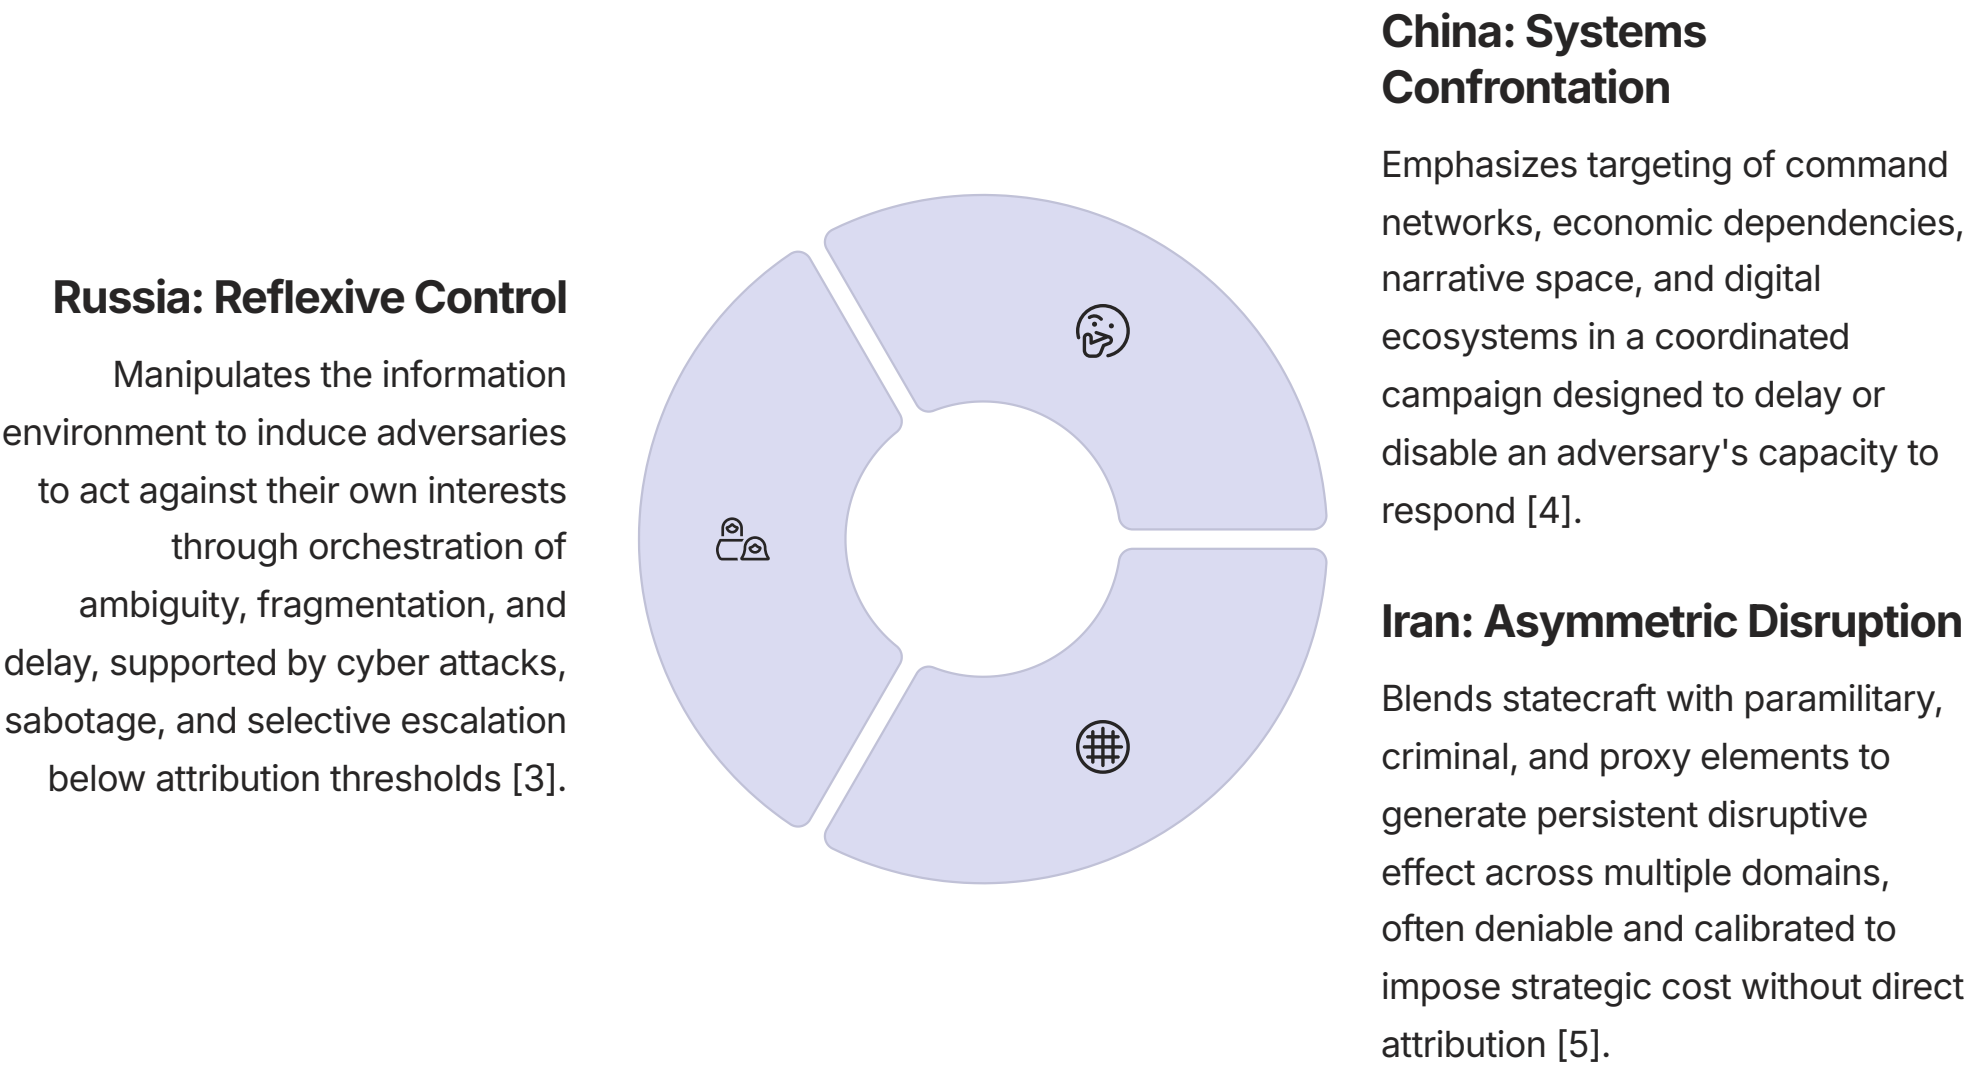 China: Systems
Confrontation
Emphasizes targeting of command
networks, economic dependencies,
narrative space, and digital
ecosystems in a coordinated
campaign designed to delay or
disable an adversary's capacity to
respond [4].
Russia: Reflexive Control
Manipulates the information
environment to induce adversaries
to act against their own interests
through orchestration of
ambiguity, fragmentation, and
delay, supported by cyber attacks,
sabotage, and selective escalation
below attribution thresholds [3].
Iran: Asymmetric Disruption
Blends statecraft with paramilitary,
criminal, and proxy elements to
generate persistent disruptive
effect across multiple domains,
often deniable and calibrated to
impose strategic cost without direct
attribution [5].